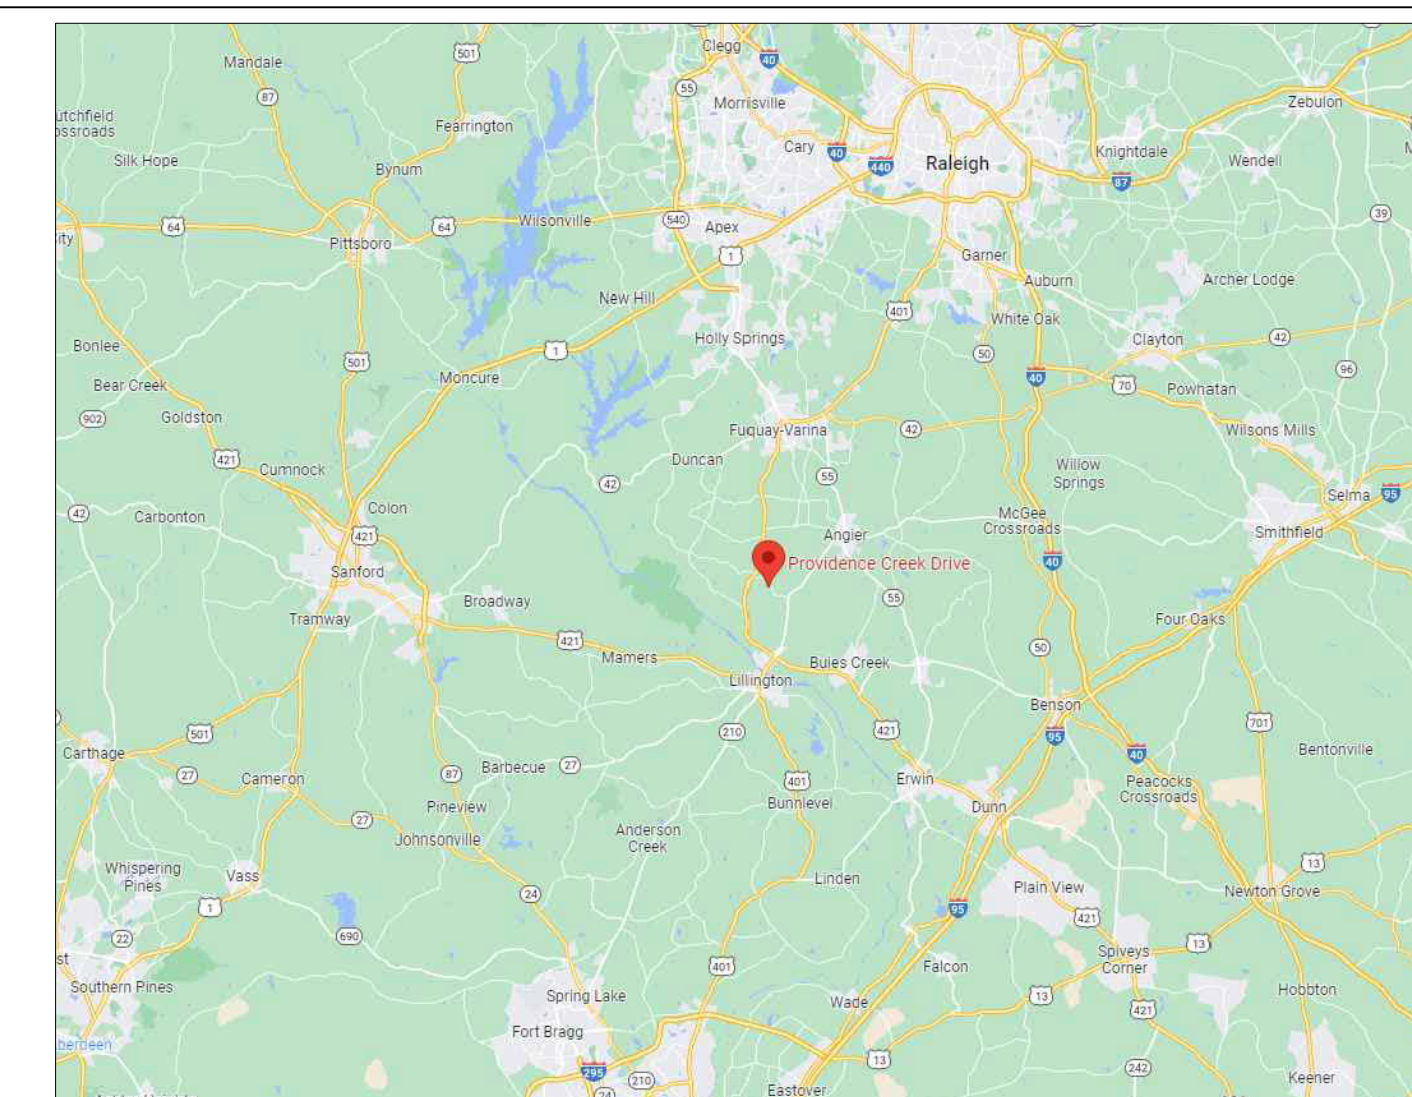 Clegg
501
40
Mandale
55
87
Morrisville
Zebulon
utchfield
ossroads
Fearrington
Cary
40
440
Raleigh
Knightdale
Wendell
87
Silk Hope
Bynum
39
64
64
Wilsonville
540
Apex
ity
Pittsboro
1
Garner
Auburn
Archer Lodge
New Hill
401
White Oak
Holly Springs
42
Clayton
Bonlee
501
1
50
96
Moncure
40
70
Powhatan
Bear Creek
902
Goldston
Fuquay-Varina
42
Wilsons Mills
421
Cumnock
Duncan
55
Willow
Springs
42
Selma
95
42
Carbonton
Colon
McGee
Crossroads
Smithfield
421
Angier
40
Providence Creek Drive
Sanford
Broadway
55
Tramway
Four Oaks
421
Mamers
50
Buies Creek
Lillington
Benson
501
210
421
95
701
Carthage
40
Bentonville
27
Cameron
87
Barbecue
27
401
Erwin
Peacocks
Crossroads
Pineview
Bunnlevel
Dunn
27
Johnsonville
Anderson
Creek
13
Whispering
Pines
Vass
Linden
Plain View
Newton Grove
24
1
95
421
22
690
13
Spiveys
Corner
st
401
Falcon
Southern Pines
Spring Lake
Wade
13
Hobbton
421
Fort Bragg
berdeen
13
295
210
242
Keener
Eastover
24